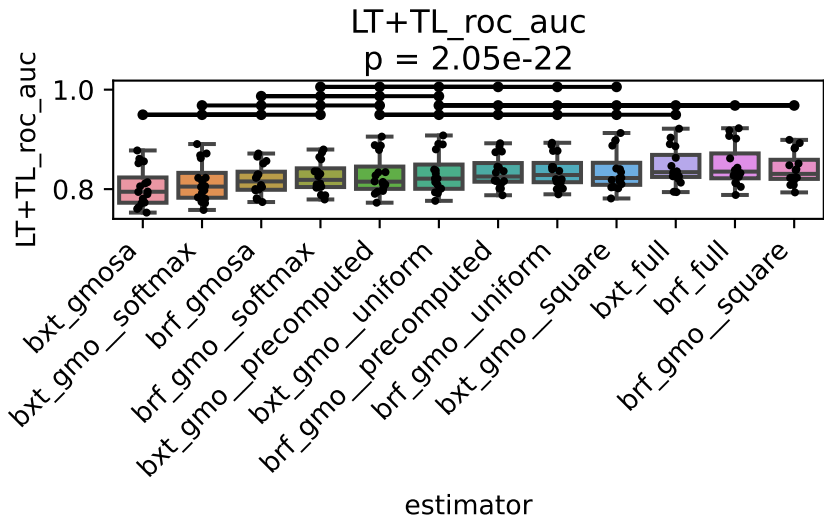 LT+TL_roc_auc
p = 2.05e-22
LT+TL_roc_auc
1.0
0.8
bxt_gmosa
bxt_gmo__softmax
brf_gmosa
brf_gmo__softmax
bxt_gmo__precomputed
bxt_gmo__uniform
brf_gmo__precomputed
brf_gmo__uniform
bxt_gmo__square
bxt_full
brf_full
brf_gmo__square
estimator